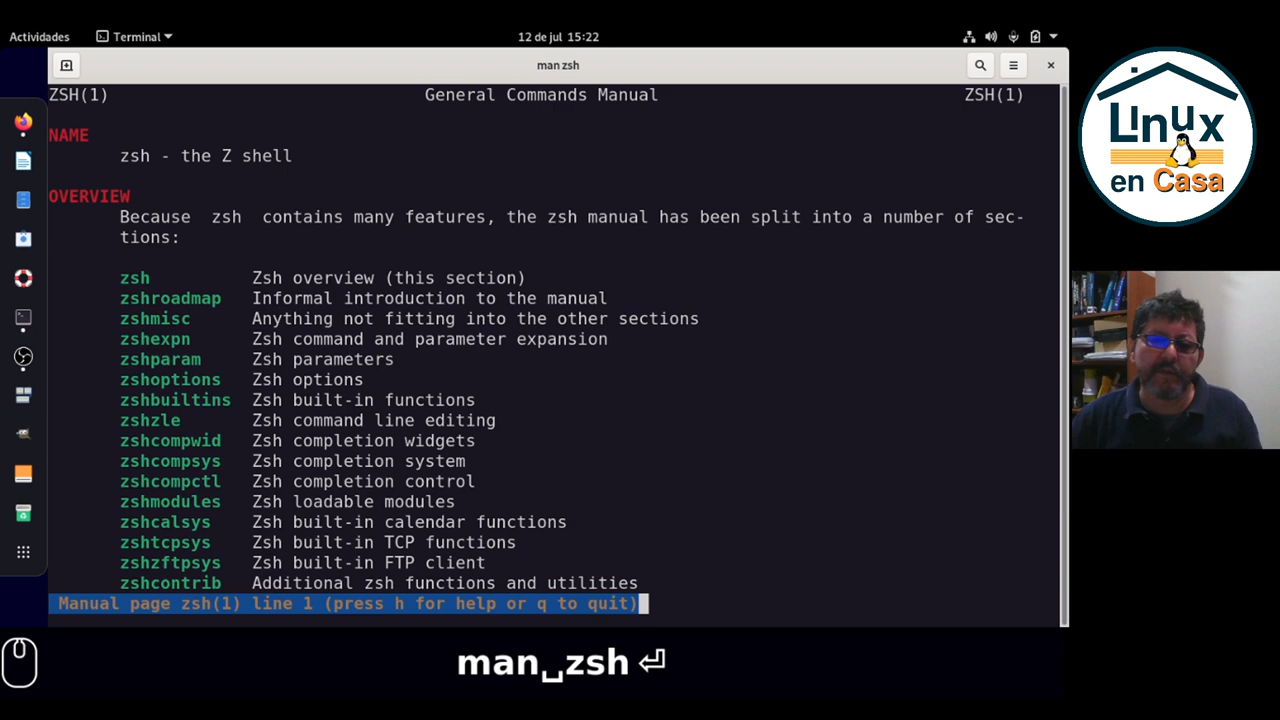 Actividades Terminal 12 de jul 15:22
man zsh
ZSH(1) General Commands Manual ZSH(1)
NAME
zsh - the Z shell
OVERVIEW
Because zsh contains many features, the zsh manual has been split into a number of sec-
tions:
zsh Zsh overview (this section)
zshroadmap Informal introduction to the manual
zshmisc Anything not fitting into the other sections
zshexpn Zsh command and parameter expansion
zshparam Zsh parameters
zshoptions Zsh options
zshbuiltins Zsh built-in functions
zshzle Zsh command line editing
zshcompwid Zsh completion widgets
zshcompsys Zsh completion system
zshcompctl Zsh completion control
zshmodules Zsh loadable modules
zshcalsys Zsh built-in calendar functions
zshtcpsys Zsh built-in TCP functions
zshzftpsys Zsh built-in FTP client
zshcontrib Additional zsh functions and utilities
Manual page zsh(1) line 1 (press h for help or q to quit)
man␣zsh ⏎
Linux
en Casa